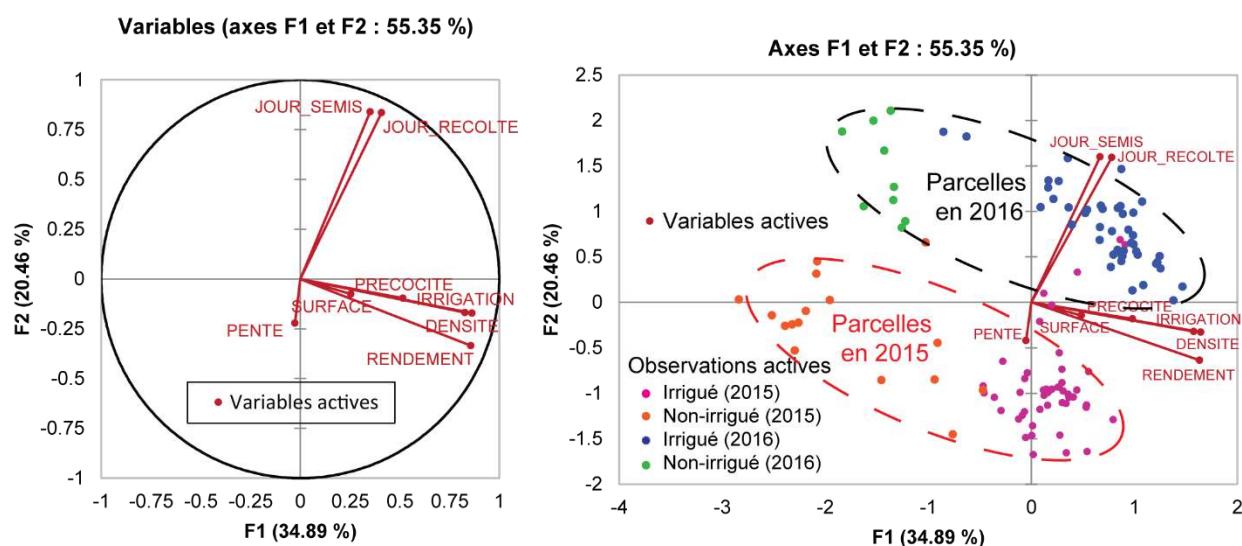 Variables (axes F1 et F2 : 55.35 %)
1
0.75
0.5
0.25
0
-0.25
-0.5
-0.75
-1
F2 (20.46 %)
JOUR_SEMIS
JOUR_RECOLTE
PRECOCITE
SURFACE
IRRIGATION
PENTE
DENSITE
RENDEMENT
Variables actives
-1 -0.75 -0.5 -0.25 0 0.25 0.5 0.75 1
F1 (34.89 %)
Axes F1 et F2 : 55.35 %)
2.5
2
1.5
1
0.5
0
-0.5
-1
-1.5
-2
F2 (20.46 %)
JOUR_SEMIS
JOUR_RECOLTE
Parcelles
en 2016
Variables actives
PRECOCITE
SURFACE
IRRIGATION
PENTE
DENSITE
RENDEMENT
Parcelles
en 2015
Observations actives
Irrigué (2015)
Non-irrigué (2015)
Irrigué (2016)
Non-irrigué (2016)
-4 -3 -2 -1 0 1 2
F1 (34.89 %)